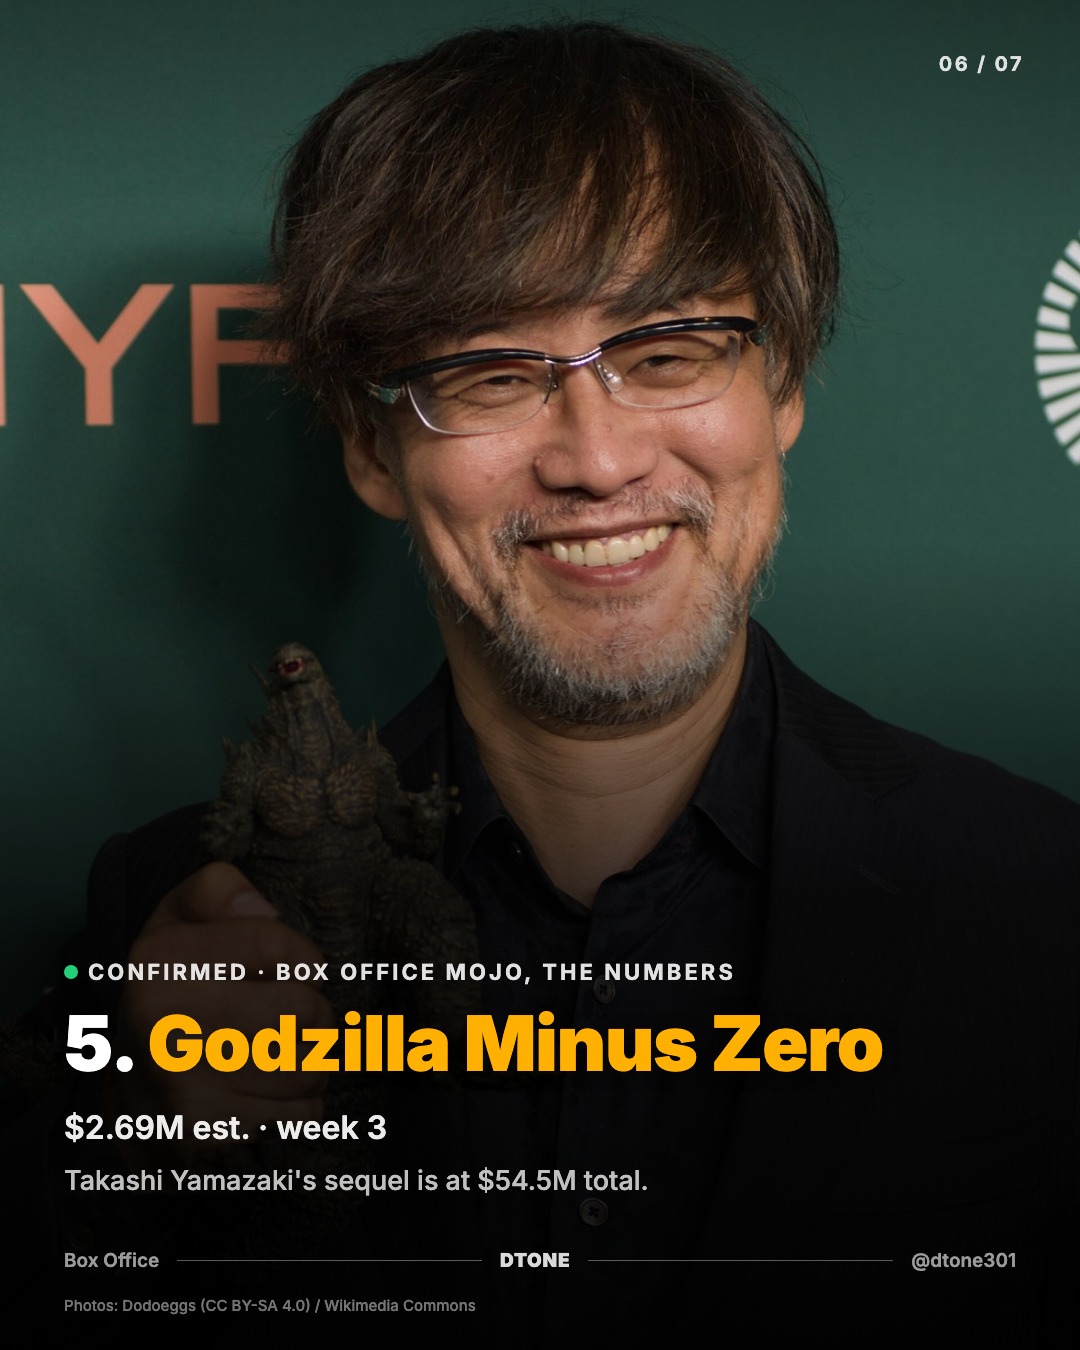 06 / 07
HYP
CONFIRMED · BOX OFFICE MOJO, THE NUMBERS
5. Godzilla Minus Zero
$2.69M est. · week 3
Takashi Yamazaki's sequel is at $54.5M total.
Box Office DTONE @dtone301
Photos: Dodoeggs (CC BY-SA 4.0) / Wikimedia Commons